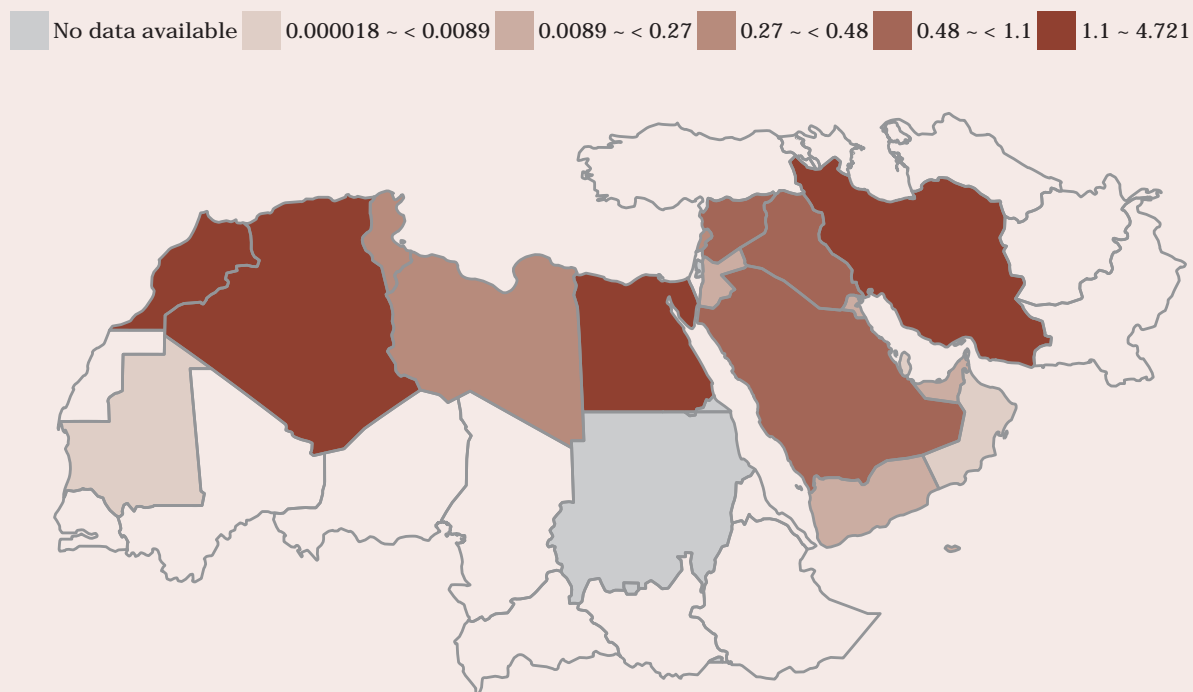 No data available 0.000018 ~ < 0.0089 0.0089 ~ < 0.27 0.27 ~ < 0.48 0.48 ~ < 1.1 1.1 ~ 4.721